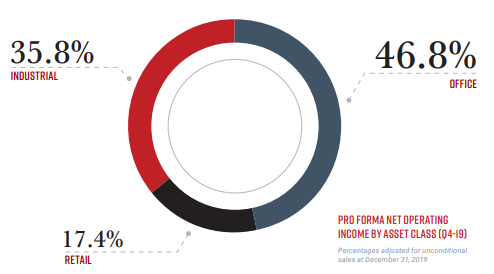 35.8%
INDUSTRIAL
46.8%
OFFICE
17.4%
RETAIL
PRO FORMA NET OPERATING
INCOME BY ASSET CLASS (Q4-19)
Percentages adjusted for unconditional
sales at December 31, 2019